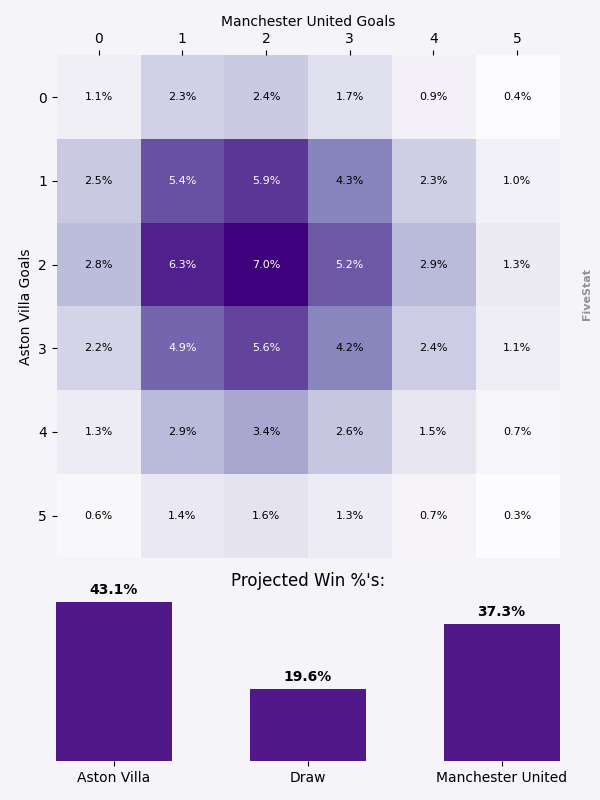 Manchester United Goals
0 1 2 3 4 5
0 1.1% 2.3% 2.4% 1.7% 0.9% 0.4%
1 2.5% 5.4% 5.9% 4.3% 2.3% 1.0%
2 2.8% 6.3% 7.0% 5.2% 2.9% 1.3%
3 2.2% 4.9% 5.6% 4.2% 2.4% 1.1%
4 1.3% 2.9% 3.4% 2.6% 1.5% 0.7%
5 0.6% 1.4% 1.6% 1.3% 0.7% 0.3%
Aston Villa Goals
FiveStat
Projected Win %'s:
43.1% 19.6% 37.3%
Aston Villa Draw Manchester United